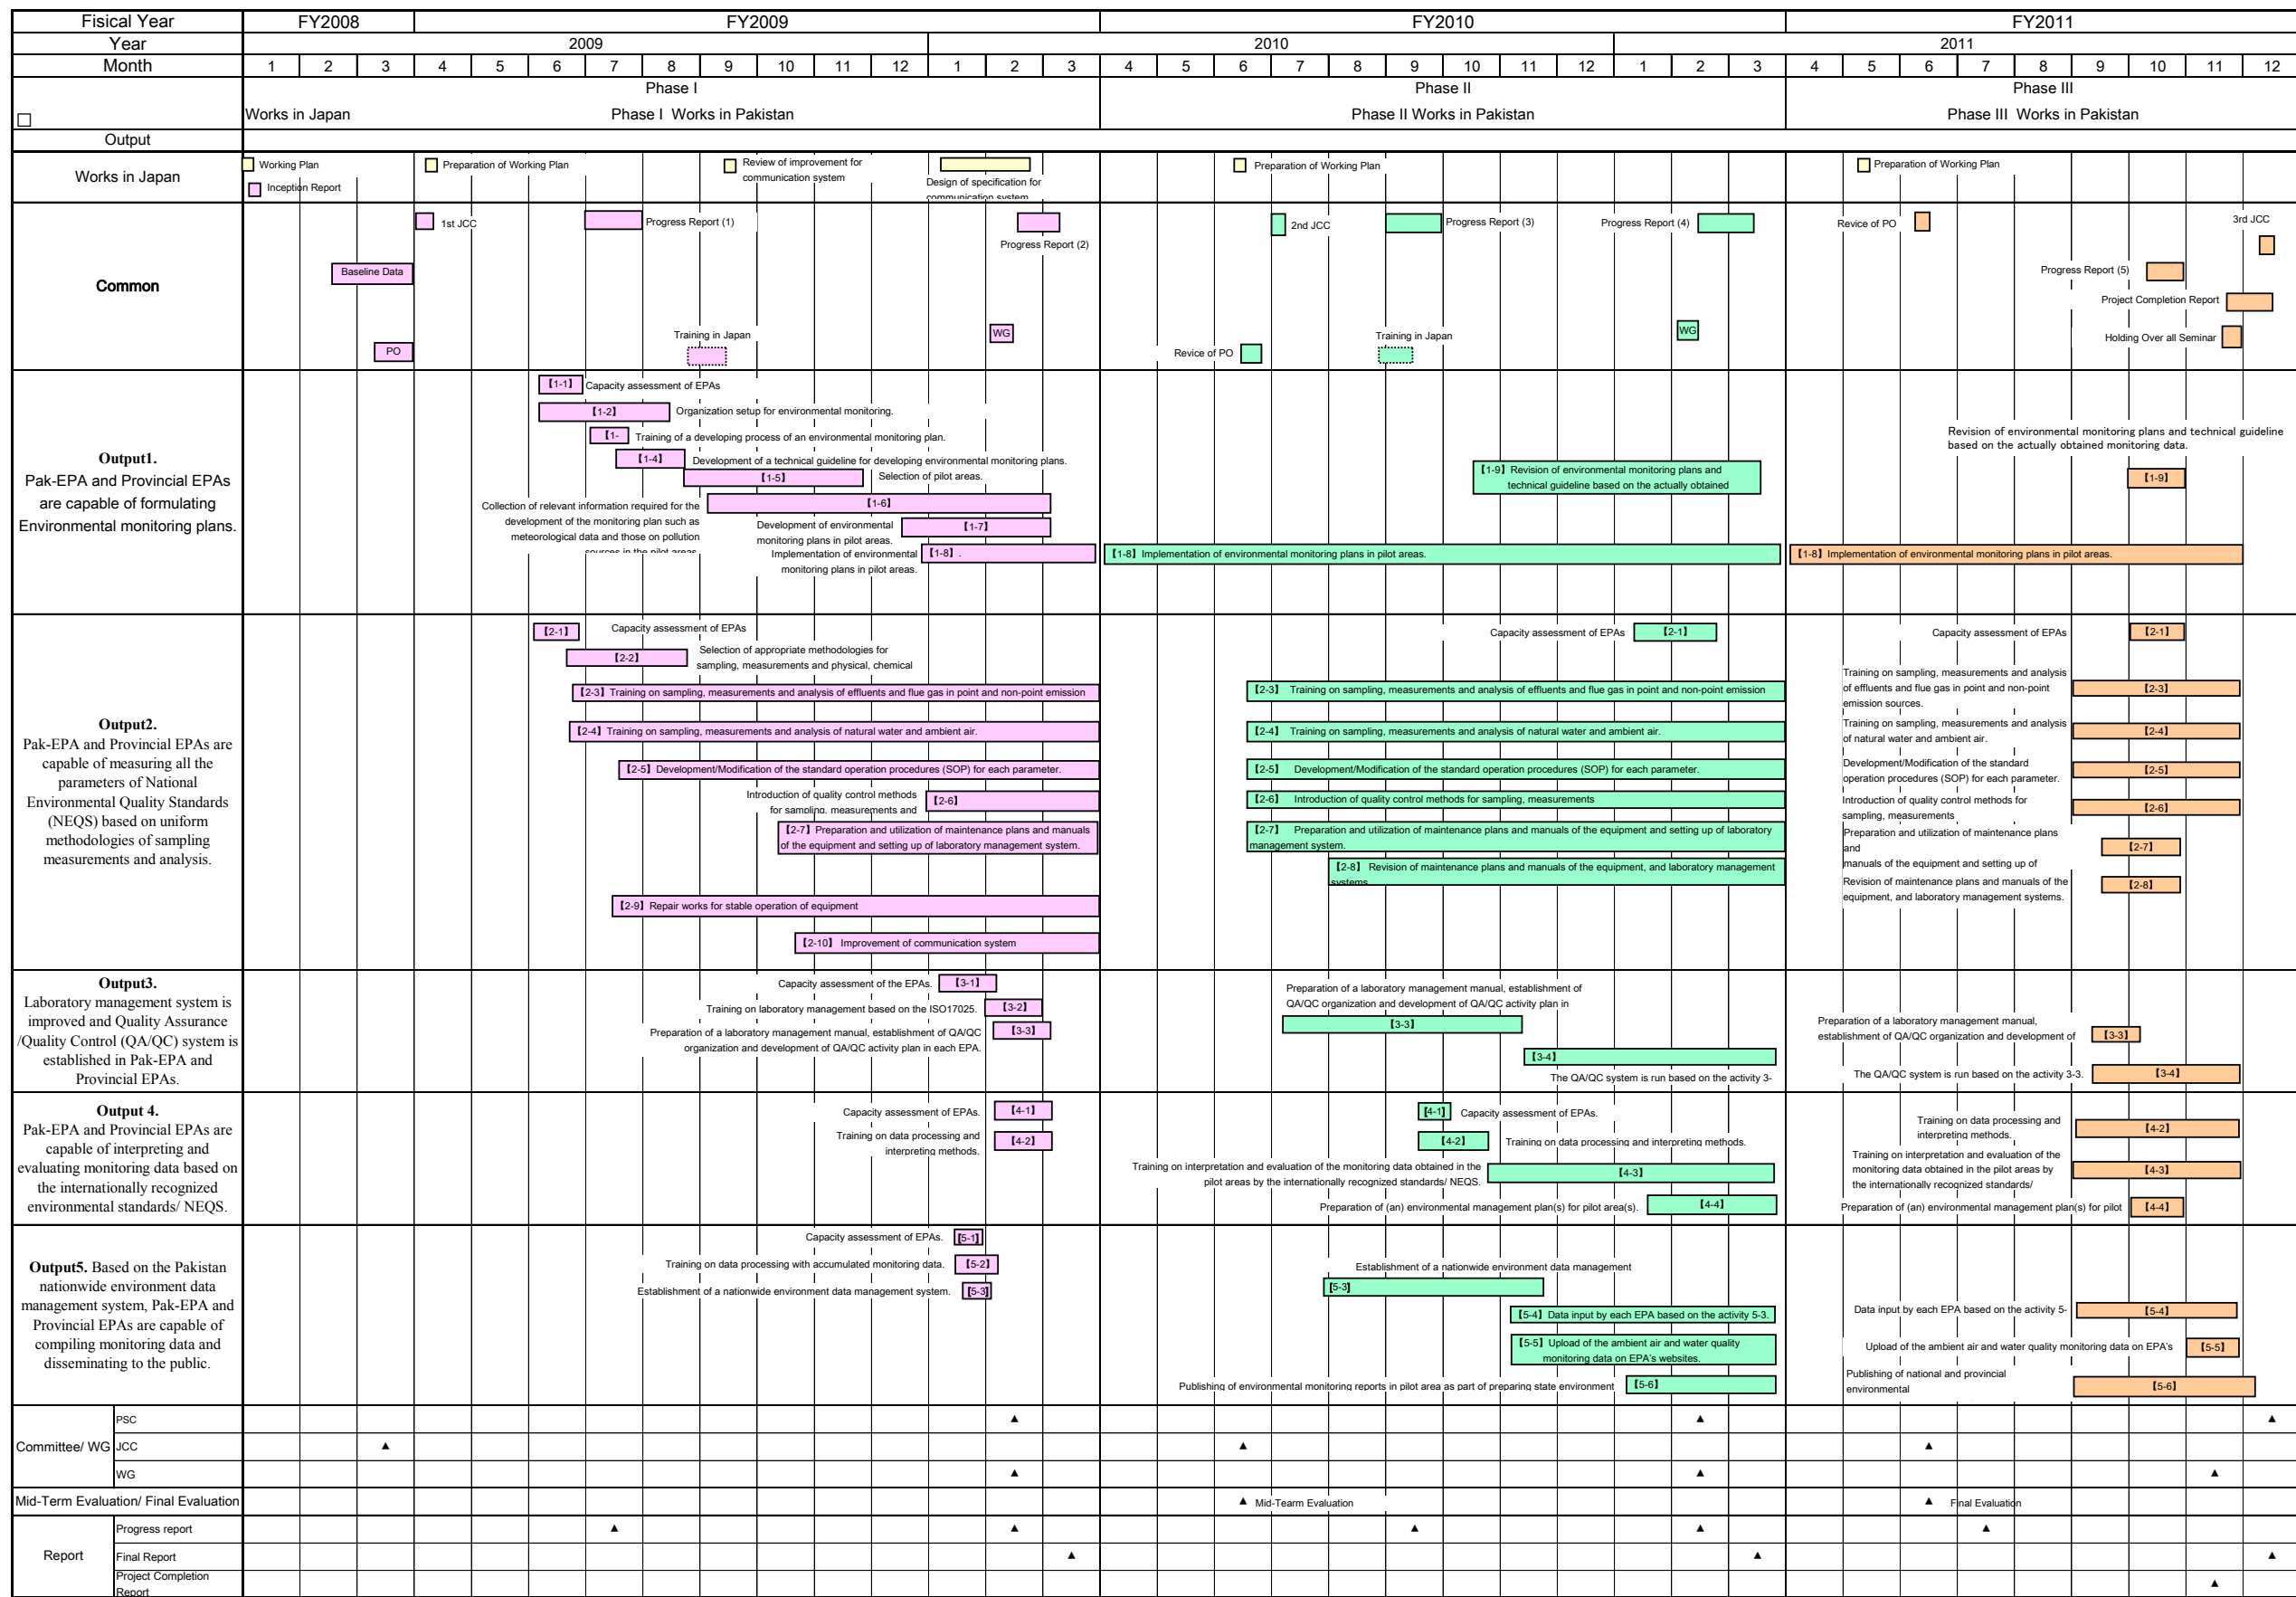 Fisical Year FY2008 FY2009 FY2010 FY2011
Year 2009 2010 2011
Month 1 2 3 4 5 6 7 8 9 10 11 12 1 2 3 4 5 6 7 8 9 10 11 12 1 2 3 4 5 6 7 8 9 10 11 12
Phase I Phase II Phase III
□ Works in Japan Phase I Works in Pakistan Phase II Works in Pakistan Phase III Works in Pakistan
Output
Works in Japan
Working Plan
Inception Report
Preparation of Working Plan
Review of improvement for
communication system
Design of specification for
communication system
Preparation of Working Plan
Preparation of Working Plan
Common
1st JCC
Progress Report (1)
Progress Report (2)
Baseline Data
PO
Training in Japan
WG
2nd JCC
Progress Report (3)
Progress Report (4)
Revice of PO
Training in Japan
WG
Revice of PO
3rd JCC
Progress Report (5)
Project Completion Report
Holding Over all Seminar
Output1.
Pak-EPA and Provincial EPAs
are capable of formulating
Environmental monitoring plans.
【1-1】 Capacity assessment of EPAs
【1-2】 Organization setup for environmental monitoring.
【1- Training of a developing process of an environmental monitoring plan.
【1-4】 Development of a technical guideline for developing environmental monitoring plans.
【1-5】 Selection of pilot areas.
Collection of relevant information required for the
development of the monitoring plan such as
meteorological data and those on pollution
sources in the pilot areas
【1-6】
Development of environmental
monitoring plans in pilot areas.
【1-7】
Implementation of environmental
monitoring plans in pilot areas.
【1-8】 .
【1-9】 Revision of environmental monitoring plans and
technical guideline based on the actually obtained
【1-8】 Implementation of environmental monitoring plans in pilot areas.
Revision of environmental monitoring plans and technical guideline
based on the actually obtained monitoring data.
【1-9】
【1-8】 Implementation of environmental monitoring plans in pilot areas.
Output2.
Pak-EPA and Provincial EPAs are
capable of measuring all the
parameters of National
Environmental Quality Standards
(NEQS) based on uniform
methodologies of sampling
measurements and analysis.
【2-1】 Capacity assessment of EPAs
【2-2】 Selection of appropriate methodologies for
sampling, measurements and physical, chemical
【2-3】 Training on sampling, measurements and analysis of effluents and flue gas in point and non-point emission
【2-4】 Training on sampling, measurements and analysis of natural water and ambient air.
【2-5】 Development/Modification of the standard operation procedures (SOP) for each parameter.
Introduction of quality control methods
for sampling, measurements and
【2-6】
【2-7】 Preparation and utilization of maintenance plans and manuals
of the equipment and setting up of laboratory management system.
【2-9】 Repair works for stable operation of equipment
【2-10】 Improvement of communication system
Capacity assessment of EPAs 【2-1】
【2-3】 Training on sampling, measurements and analysis of effluents and flue gas in point and non-point emission
【2-4】 Training on sampling, measurements and analysis of natural water and ambient air.
【2-5】 Development/Modification of the standard operation procedures (SOP) for each parameter.
【2-6】 Introduction of quality control methods for sampling, measurements
【2-7】 Preparation and utilization of maintenance plans and manuals of the equipment and setting up of laboratory
management system.
【2-8】 Revision of maintenance plans and manuals of the equipment, and laboratory management
systems
Capacity assessment of EPAs 【2-1】
Training on sampling, measurements and analysis
of effluents and flue gas in point and non-point
emission sources.
【2-3】
Training on sampling, measurements and analysis
of natural water and ambient air.
【2-4】
Development/Modification of the standard
operation procedures (SOP) for each parameter.
【2-5】
Introduction of quality control methods for
sampling, measurements
【2-6】
Preparation and utilization of maintenance plans
and
manuals of the equipment and setting up of
【2-7】
Revision of maintenance plans and manuals of the
equipment, and laboratory management systems.
【2-8】
Output3.
Laboratory management system is
improved and Quality Assurance
/Quality Control (QA/QC) system is
established in Pak-EPA and
Provincial EPAs.
Capacity assessment of the EPAs. 【3-1】
Training on laboratory management based on the ISO17025. 【3-2】
Preparation of a laboratory management manual, establishment of QA/QC
organization and development of QA/QC activity plan in each EPA.
【3-3】
Preparation of a laboratory management manual, establishment of
QA/QC organization and development of QA/QC activity plan in
【3-3】
【3-4】
The QA/QC system is run based on the activity 3-
Preparation of a laboratory management manual,
establishment of QA/QC organization and development of
【3-3】
The QA/QC system is run based on the activity 3-3. 【3-4】
Output 4.
Pak-EPA and Provincial EPAs are
capable of interpreting and
evaluating monitoring data based on
the internationally recognized
environmental standards/ NEQS.
Capacity assessment of EPAs. 【4-1】
Training on data processing and
interpreting methods.
【4-2】
【4-1】 Capacity assessment of EPAs.
【4-2】 Training on data processing and interpreting methods.
Training on interpretation and evaluation of the monitoring data obtained in the
pilot areas by the internationally recognized standards/ NEQS.
【4-3】
Preparation of (an) environmental management plan(s) for pilot area(s). 【4-4】
Training on data processing and
interpreting methods.
【4-2】
Training on interpretation and evaluation of the
monitoring data obtained in the pilot areas by
the internationally recognized standards/
【4-3】
Preparation of (an) environmental management plan(s) for pilot 【4-4】
Output5. Based on the Pakistan
nationwide environment data
management system, Pak-EPA and
Provincial EPAs are capable of
compiling monitoring data and
disseminating to the public.
Capacity assessment of EPAs. 【5-1】
Training on data processing with accumulated monitoring data. 【5-2】
Establishment of a nationwide environment data management system. 【5-3】
Establishment of a nationwide environment data management
【5-3】
【5-4】 Data input by each EPA based on the activity 5-3.
【5-5】 Upload of the ambient air and water quality
monitoring data on EPA's websites.
Publishing of environmental monitoring reports in pilot area as part of preparing state environment 【5-6】
Data input by each EPA based on the activity 5- 【5-4】
Upload of the ambient air and water quality monitoring data on EPA's 【5-5】
Publishing of national and provincial
environmental
【5-6】
Committee/ WG
PSC ▲ ▲ ▲
JCC ▲ ▲ ▲
WG ▲ ▲ ▲
Mid-Term Evaluation/ Final Evaluation ▲ Mid-Tearm Evaluation ▲ Final Evaluation
Report
Progress report ▲ ▲ ▲ ▲ ▲
Final Report ▲ ▲ ▲
Project Completion
Report ▲